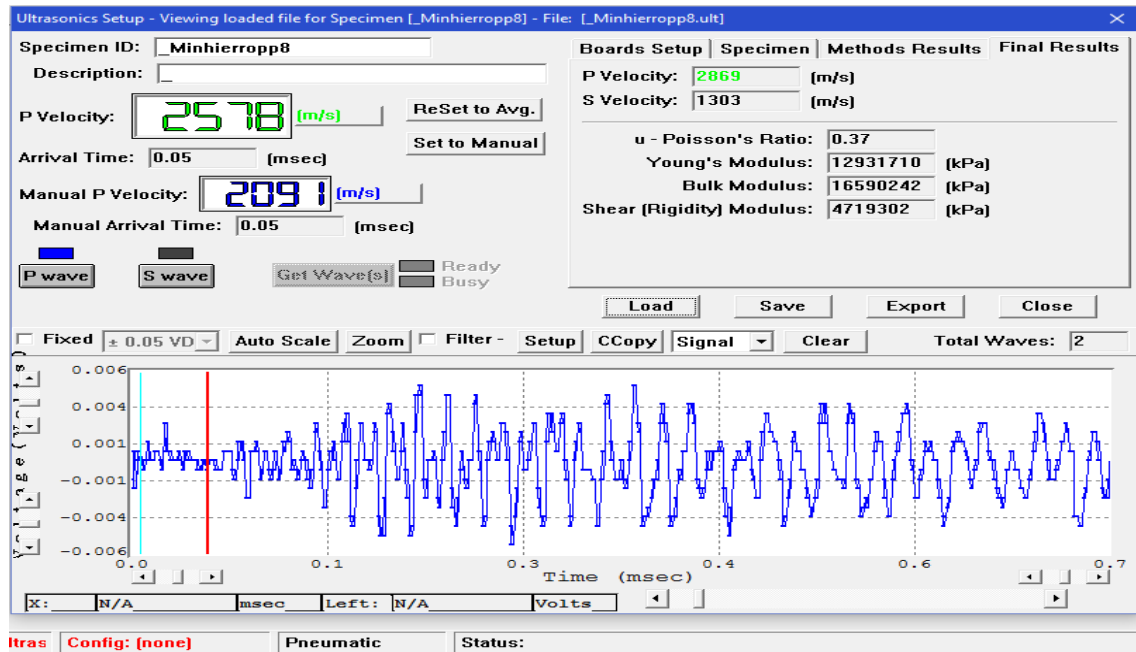 Ultrasonics Setup - Viewing loaded file for Specimen [_Minhierropp8] - File: [_Minhierropp8.ult]
Specimen ID: _Minhierropp8
Description: _
P Velocity: 2578 (m/s)
ReSet to Avg.
Set to Manual
Arrival Time: 0.05 (msec)
Manual P Velocity: 2091 (m/s)
Manual Arrival Time: 0.05 (msec)
P wave S wave Get Wave(s) Ready
Busy
Boards Setup Specimen Methods Results Final Results
P Velocity: 2869 (m/s)
S Velocity: 1303 (m/s)
u - Poisson's Ratio: 0.37
Young's Modulus: 12931710 (kPa)
Bulk Modulus: 16590242 (kPa)
Shear (Rigidity) Modulus: 4719302 (kPa)
Load Save Export Close
Fixed ± 0.05 VD Auto Scale Zoom Filter - Setup CCopy Signal Clear Total Waves: 2
0.006
0.004
0.001
-0.001
-0.004
-0.006
0.0 0.1 0.3 0.4 0.6 0.7
Time (msec)
X: N/A msec Left: N/A Volts
ltras Config: (none) Pneumatic Status: